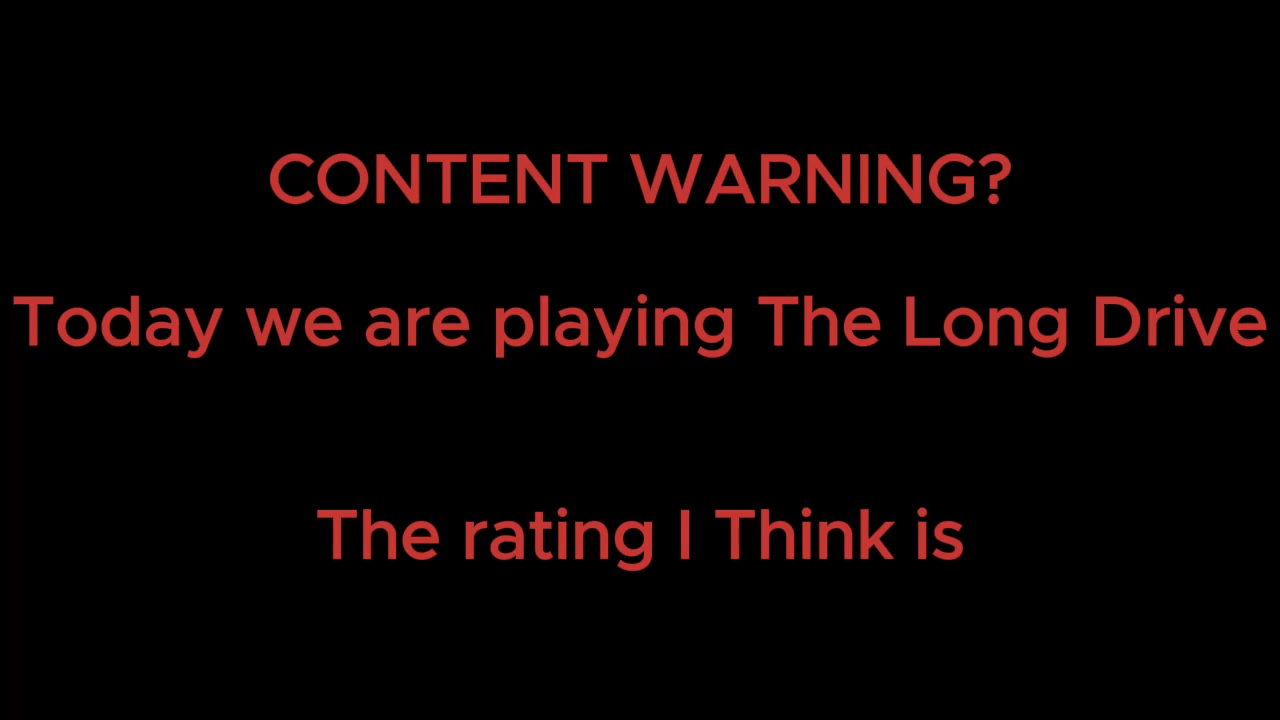 CONTENT WARNING?
Today we are playing The Long Drive
The rating I Think is